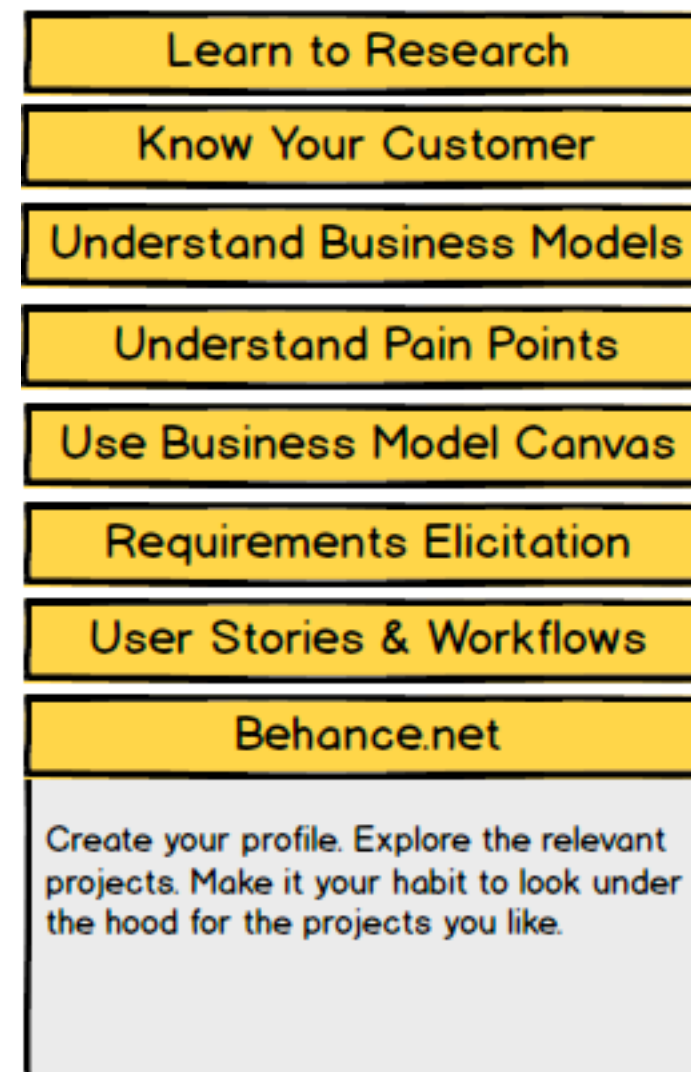 Learn to Research
Know Your Customer
Understand Business Models
Understand Pain Points
Use Business Model Canvas
Requirements Elicitation
User Stories & Workflows
Behance.net
Create your profile. Explore the relevant
projects. Make it your habit to look under
the hood for the projects you like.